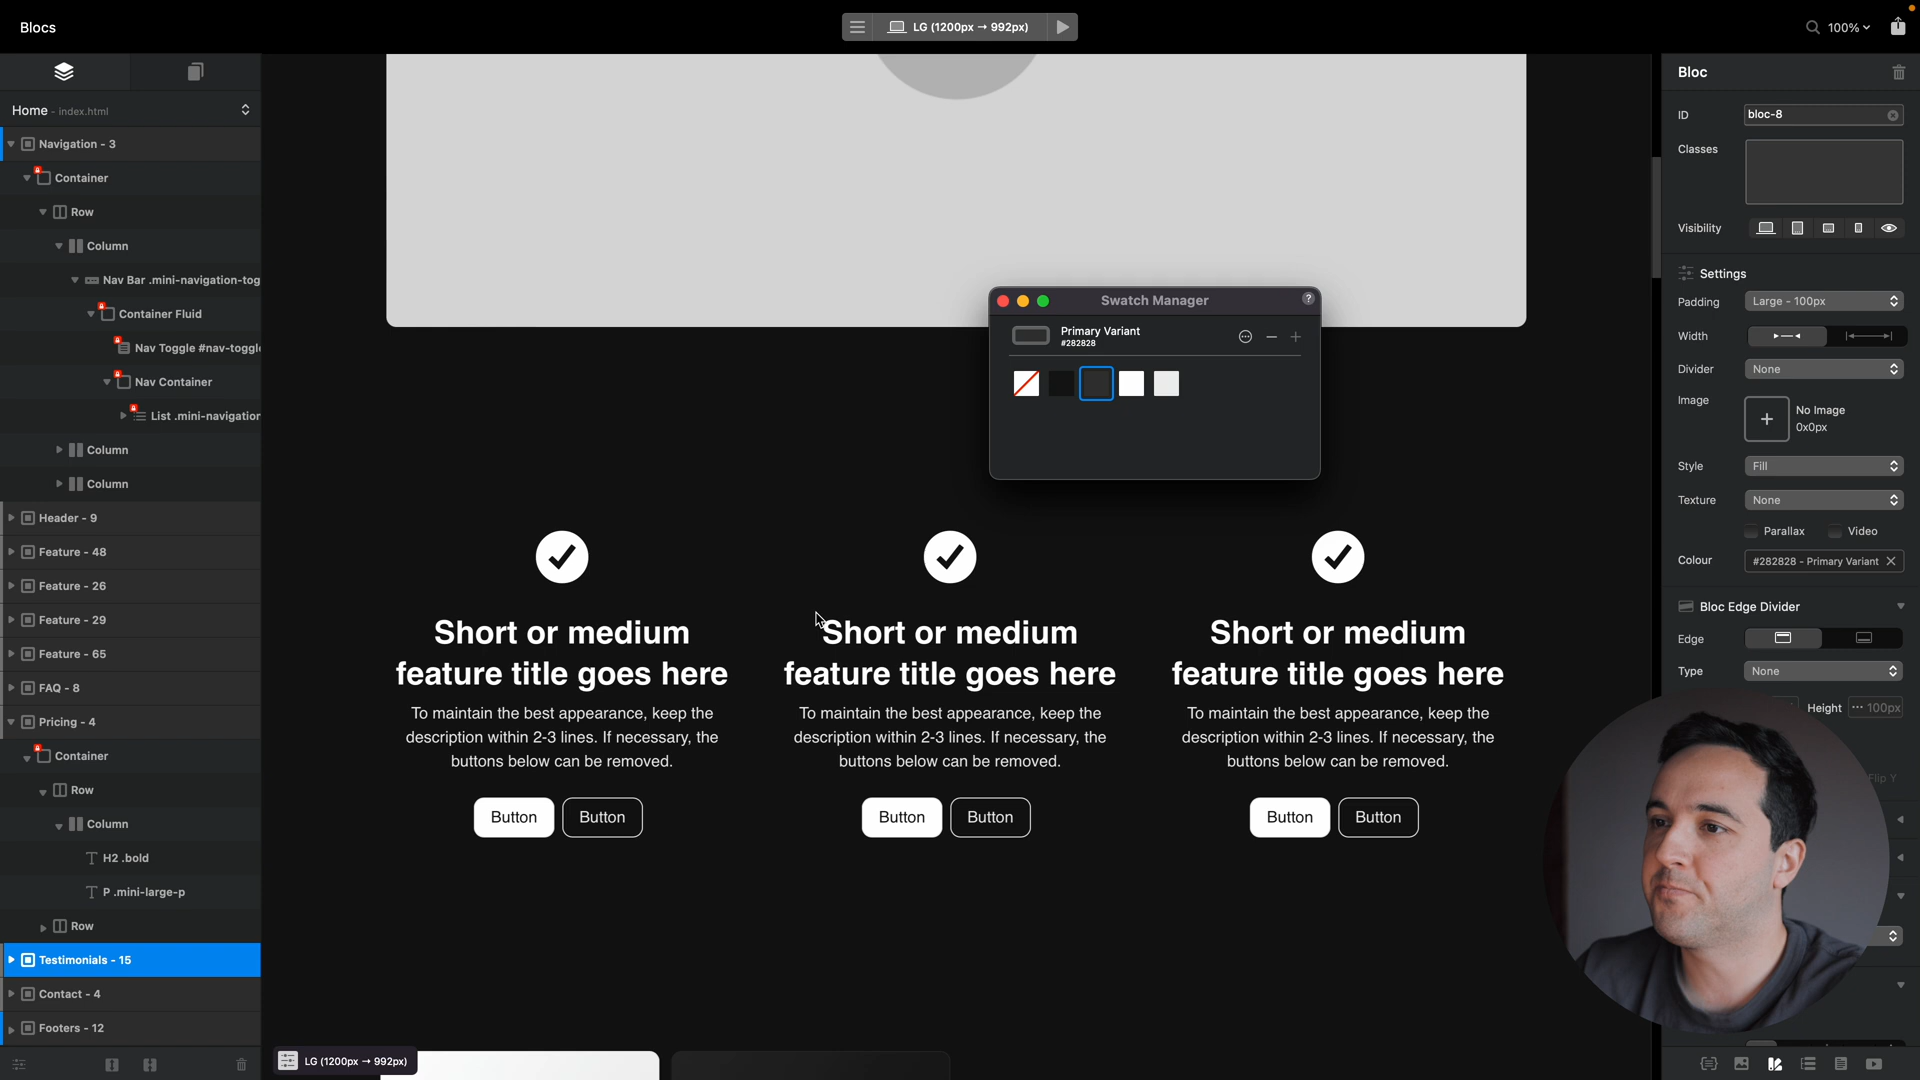 Blocs
LG (1200px → 992px)
100%
Home - index.html
Navigation - 3
Container
Row
Column
Nav Bar .mini-navigation-tog
Container Fluid
Nav Toggle #nav-toggle
Nav Container
List .mini-navigation
Column
Column
Header - 9
Feature - 48
Feature - 26
Feature - 29
Feature - 65
FAQ - 8
Pricing - 4
Container
Row
Column
H2 .bold
P .mini-large-p
Row
Testimonials - 15
Contact - 4
Footers - 12
Swatch Manager
?
Primary Variant
#282828
Short or medium
feature title goes here
To maintain the best appearance, keep the
description within 2-3 lines. If necessary, the
buttons below can be removed.
Button Button
Short or medium
feature title goes here
To maintain the best appearance, keep the
description within 2-3 lines. If necessary, the
buttons below can be removed.
Button Button
Short or medium
feature title goes here
To maintain the best appearance, keep the
description within 2-3 lines. If necessary, the
buttons below can be removed.
Button Button
LG (1200px → 992px)
Bloc
ID bloc-8
Classes
Visibility
Settings
Padding Large - 100px
Width
Divider None
Image No Image
0x0px
Style Fill
Texture None
Parallax Video
Colour #282828 - Primary Variant
Bloc Edge Divider
Edge
Type None
Height 100px
Flip Y